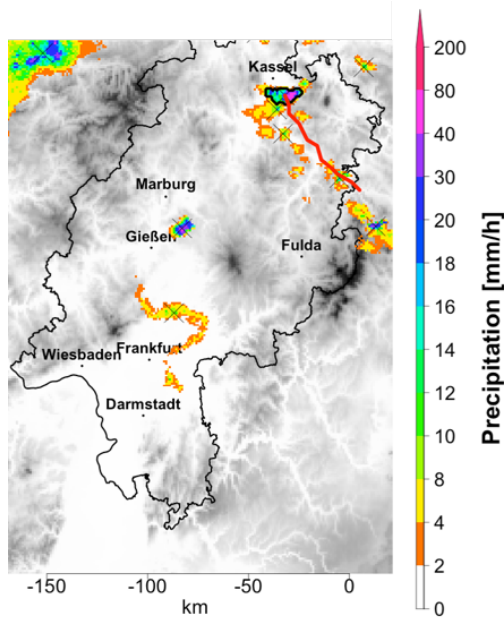 200
80
40
30
20
18
16
14
12
10
8
4
2
0
Precipitation [mm/h]
Kassel
Marburg
Gießen
Fulda
Wiesbaden
Frankfurt
Darmstadt
-150
-100
-50
0
km